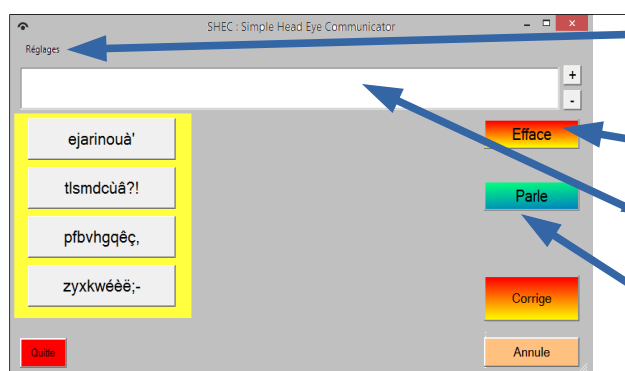 SHEC : Simple Head Eye Communicator
Réglages
+
-
ejarinouà'
tlsmdcùâ?!
pfbvhgqêç,
zyxkwéèë;-
Efface
Parle
Corrige
Annule
Quitte